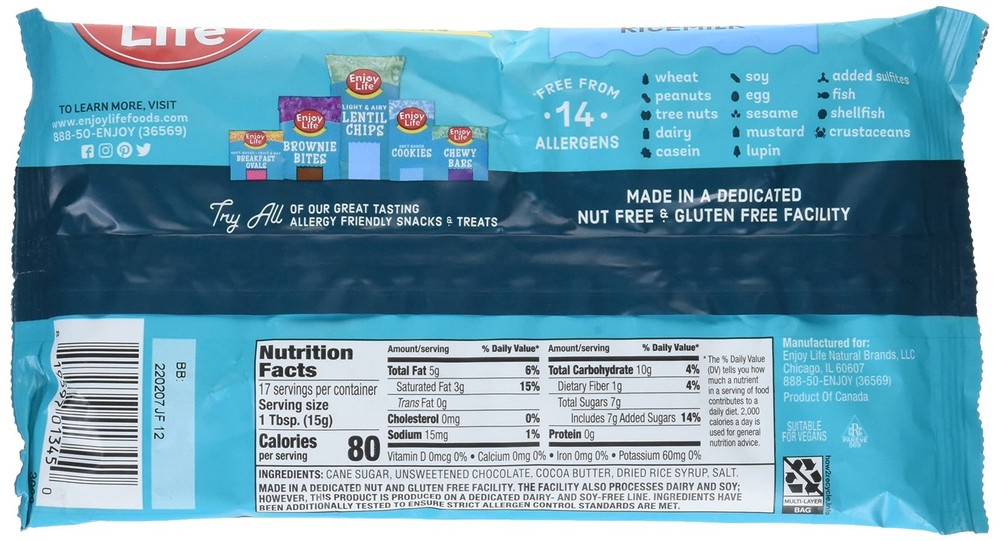 Life
RICEMILK
TO LEARN MORE, VISIT
www.enjoylifefoods.com
888-50-ENJOY (36569)
Enjoy Life
BREAKFAST
OVALS
Enjoy Life
BROWNIE
BITES
Enjoy Life
LIGHT & AIRY
LENTIL
CHIPS
Enjoy Life
COOKIES
Enjoy Life
CHEWY
BARS
Try All OF OUR GREAT TASTING
ALLERGY FRIENDLY SNACKS & TREATS
FREE FROM
• 14 •
ALLERGENS
wheat
peanuts
tree nuts
dairy
casein
soy
egg
sesame
mustard
lupin
added sulfites
fish
shellfish
crustaceans
MADE IN A DEDICATED
NUT FREE & GLUTEN FREE FACILITY
BB:
220207 JF 12
Nutrition
Facts
17 servings per container
Serving size
1 Tbsp. (15g)
Calories 80
per serving
Amount/serving % Daily Value*
Total Fat 5g 6%
Saturated Fat 3g 15%
Trans Fat 0g
Cholesterol 0mg 0%
Sodium 15mg 1%
Amount/serving % Daily Value*
Total Carbohydrate 10g 4%
Dietary Fiber 1g 4%
Total Sugars 7g
Includes 7g Added Sugars 14%
Protein 0g
Vitamin D 0mcg 0% • Calcium 0mg 0% • Iron 0mg 0% • Potassium 60mg 0%
* The % Daily Value
(DV) tells you how
much a nutrient
in a serving of food
contributes to a
daily diet. 2,000
calories a day is
used for general
nutrition advice.
INGREDIENTS: CANE SUGAR, UNSWEETENED CHOCOLATE, COCOA BUTTER, DRIED RICE SYRUP, SALT.
MADE IN A DEDICATED NUT AND GLUTEN FREE FACILITY. THE FACILITY ALSO PROCESSES DAIRY AND SOY;
HOWEVER, THIS PRODUCT IS PRODUCED ON A DEDICATED DAIRY- AND SOY-FREE LINE. INGREDIENTS HAVE
BEEN ADDITIONALLY TESTED TO ENSURE STRICT ALLERGEN CONTROL STANDARDS ARE MET.
Manufactured for:
Enjoy Life Natural Brands, LLC
Chicago, IL 60607
888-50-ENJOY (36569)
Product Of Canada
SUITABLE
FOR VEGANS
PAREVE
MULTI-LAYER
BAG
how2recycle.info